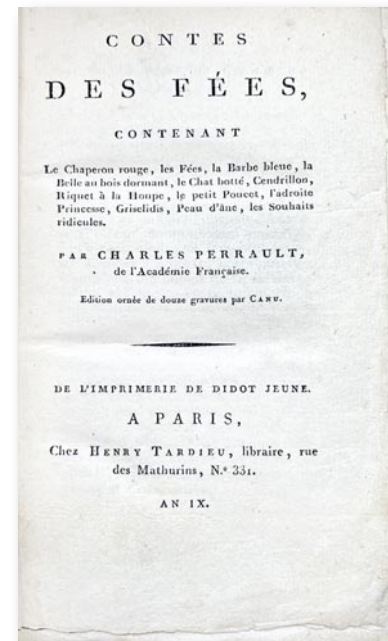 CONTES
DES FÉES,
CONTENANT
Le Chaperon rouge, les Fées, la Barbe bleue, la
Belle au bois dormant, le Chat botté, Cendrillon,
Riquet à la Houpe, le petit Poucet, l'adroite
Princesse, Griselidis, Peau d'âne, les Souhaits
ridicules.
PAR CHARLES PERRAULT,
de l'Académie Française.
Edition ornée de douze gravures par CANU.
DE L'IMPRIMERIE DE DIDOT JEUNE.
A PARIS,
Chez HENRY TARDIEU, libraire, rue
des Mathurins, N.º 331.
AN IX.